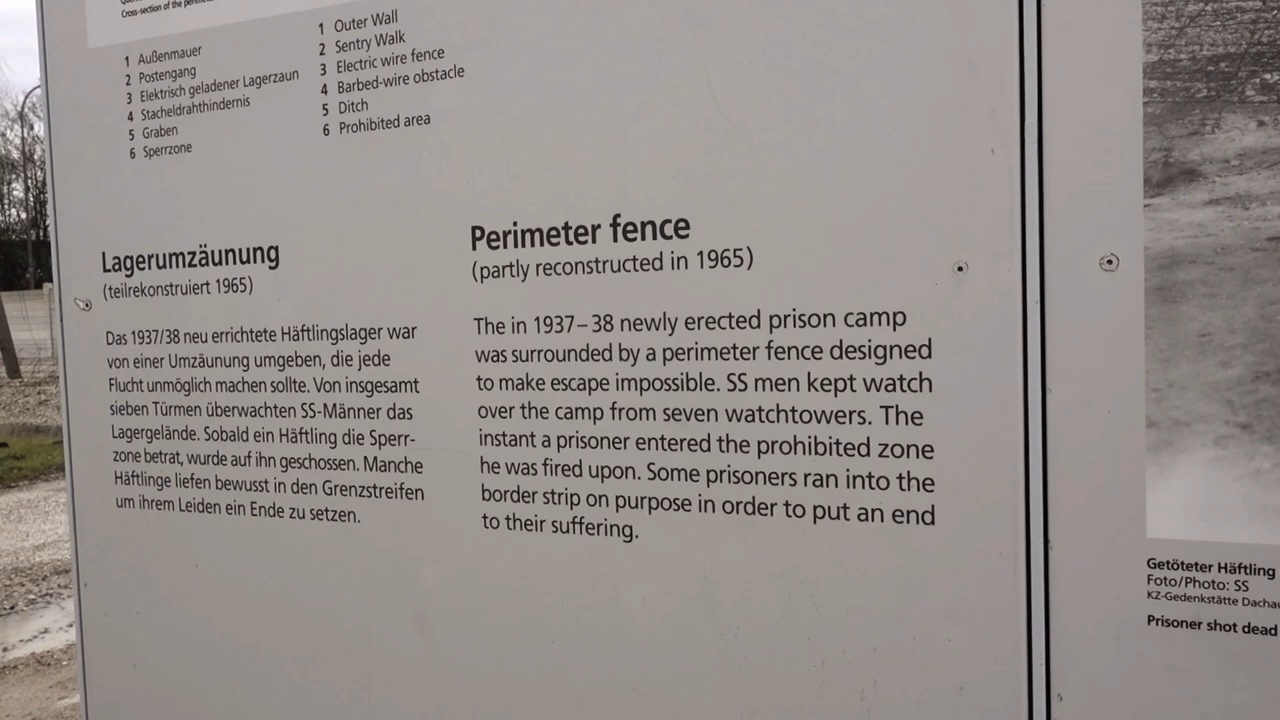 Cross-section of the
1 Außenmauer
2 Postengang
3 Elektrisch geladener Lagerzaun
4 Stacheldrahthindernis
5 Graben
6 Sperrzone
1 Outer Wall
2 Sentry Walk
3 Electric wire fence
4 Barbed-wire obstacle
5 Ditch
6 Prohibited area
Lagerumzäunung
(teilrekonstruiert 1965)
Das 1937/38 neu errichtete Häftlingslager war
von einer Umzäunung umgeben, die jede
Flucht unmöglich machen sollte. Von insgesamt
sieben Türmen überwachten SS-Männer das
Lagergelände. Sobald ein Häftling die Sperr-
zone betrat, wurde auf ihn geschossen. Manche
Häftlinge liefen bewusst in den Grenzstreifen
um ihrem Leiden ein Ende zu setzen.
Perimeter fence
(partly reconstructed in 1965)
The in 1937–38 newly erected prison camp
was surrounded by a perimeter fence designed
to make escape impossible. SS men kept watch
over the camp from seven watchtowers. The
instant a prisoner entered the prohibited zone
he was fired upon. Some prisoners ran into the
border strip on purpose in order to put an end
to their suffering.
Getöteter Häftling
Foto/Photo: SS
KZ-Gedenkstätte Dachau
Prisoner shot dead